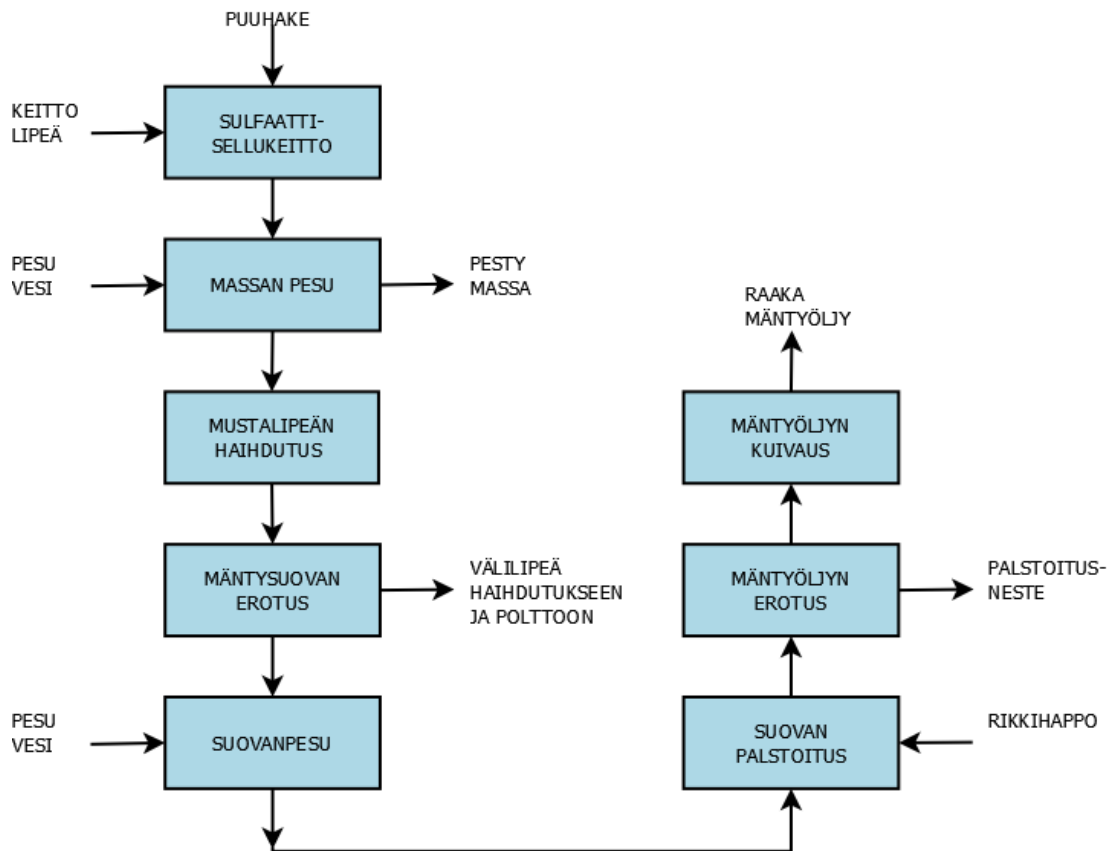 PUUHAKE
KEITTO
LIPEÄ
SULFAATTI-
SELLUKEITTO
PESU
VESI
MASSAN PESU
PESTY
MASSA
MUSTALIPEÄN
HAIHDUTUS
MÄNTYSUOVAN
EROTUS
VÄLILIPEÄ
HAIHDUTUKSEEN
JA POLTTOON
PESU
VESI
SUOVANPESU
SUOVAN
PALSTOITUS
RIKKIHAPPO
MÄNTYÖLJYN
EROTUS
PALSTOITUS-
NESTE
MÄNTYÖLJYN
KUIVAUS
RAAKA
MÄNTYÖLJY